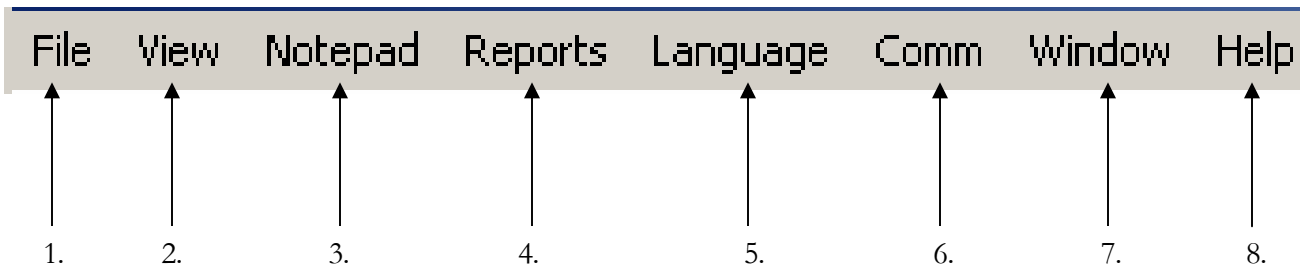 File View Notepad Reports Language Comm Window Help
1. 2. 3. 4. 5. 6. 7. 8.